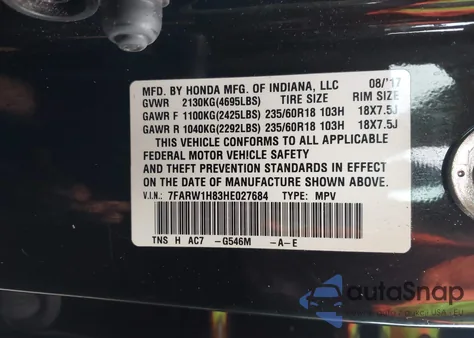 MFD. BY HONDA MFG. OF INDIANA, LLC 08/'17
GVWR 2130KG(4695LBS) TIRE SIZE RIM SIZE
GAWR F 1100KG(2425LBS) 235/60R18 103H 18X7.5J
GAWR R 1040KG(2292LBS) 235/60R18 103H 18X7.5J
THIS VEHICLE CONFORMS TO ALL APPLICABLE
FEDERAL MOTOR VEHICLE SAFETY
AND THEFT PREVENTION STANDARDS IN EFFECT
ON THE DATE OF MANUFACTURE SHOWN ABOVE.
V.I.N.: 7FARW1H83HE027684 TYPE: MPV
TNS H AC7 -G546M -A-E
autoSnap